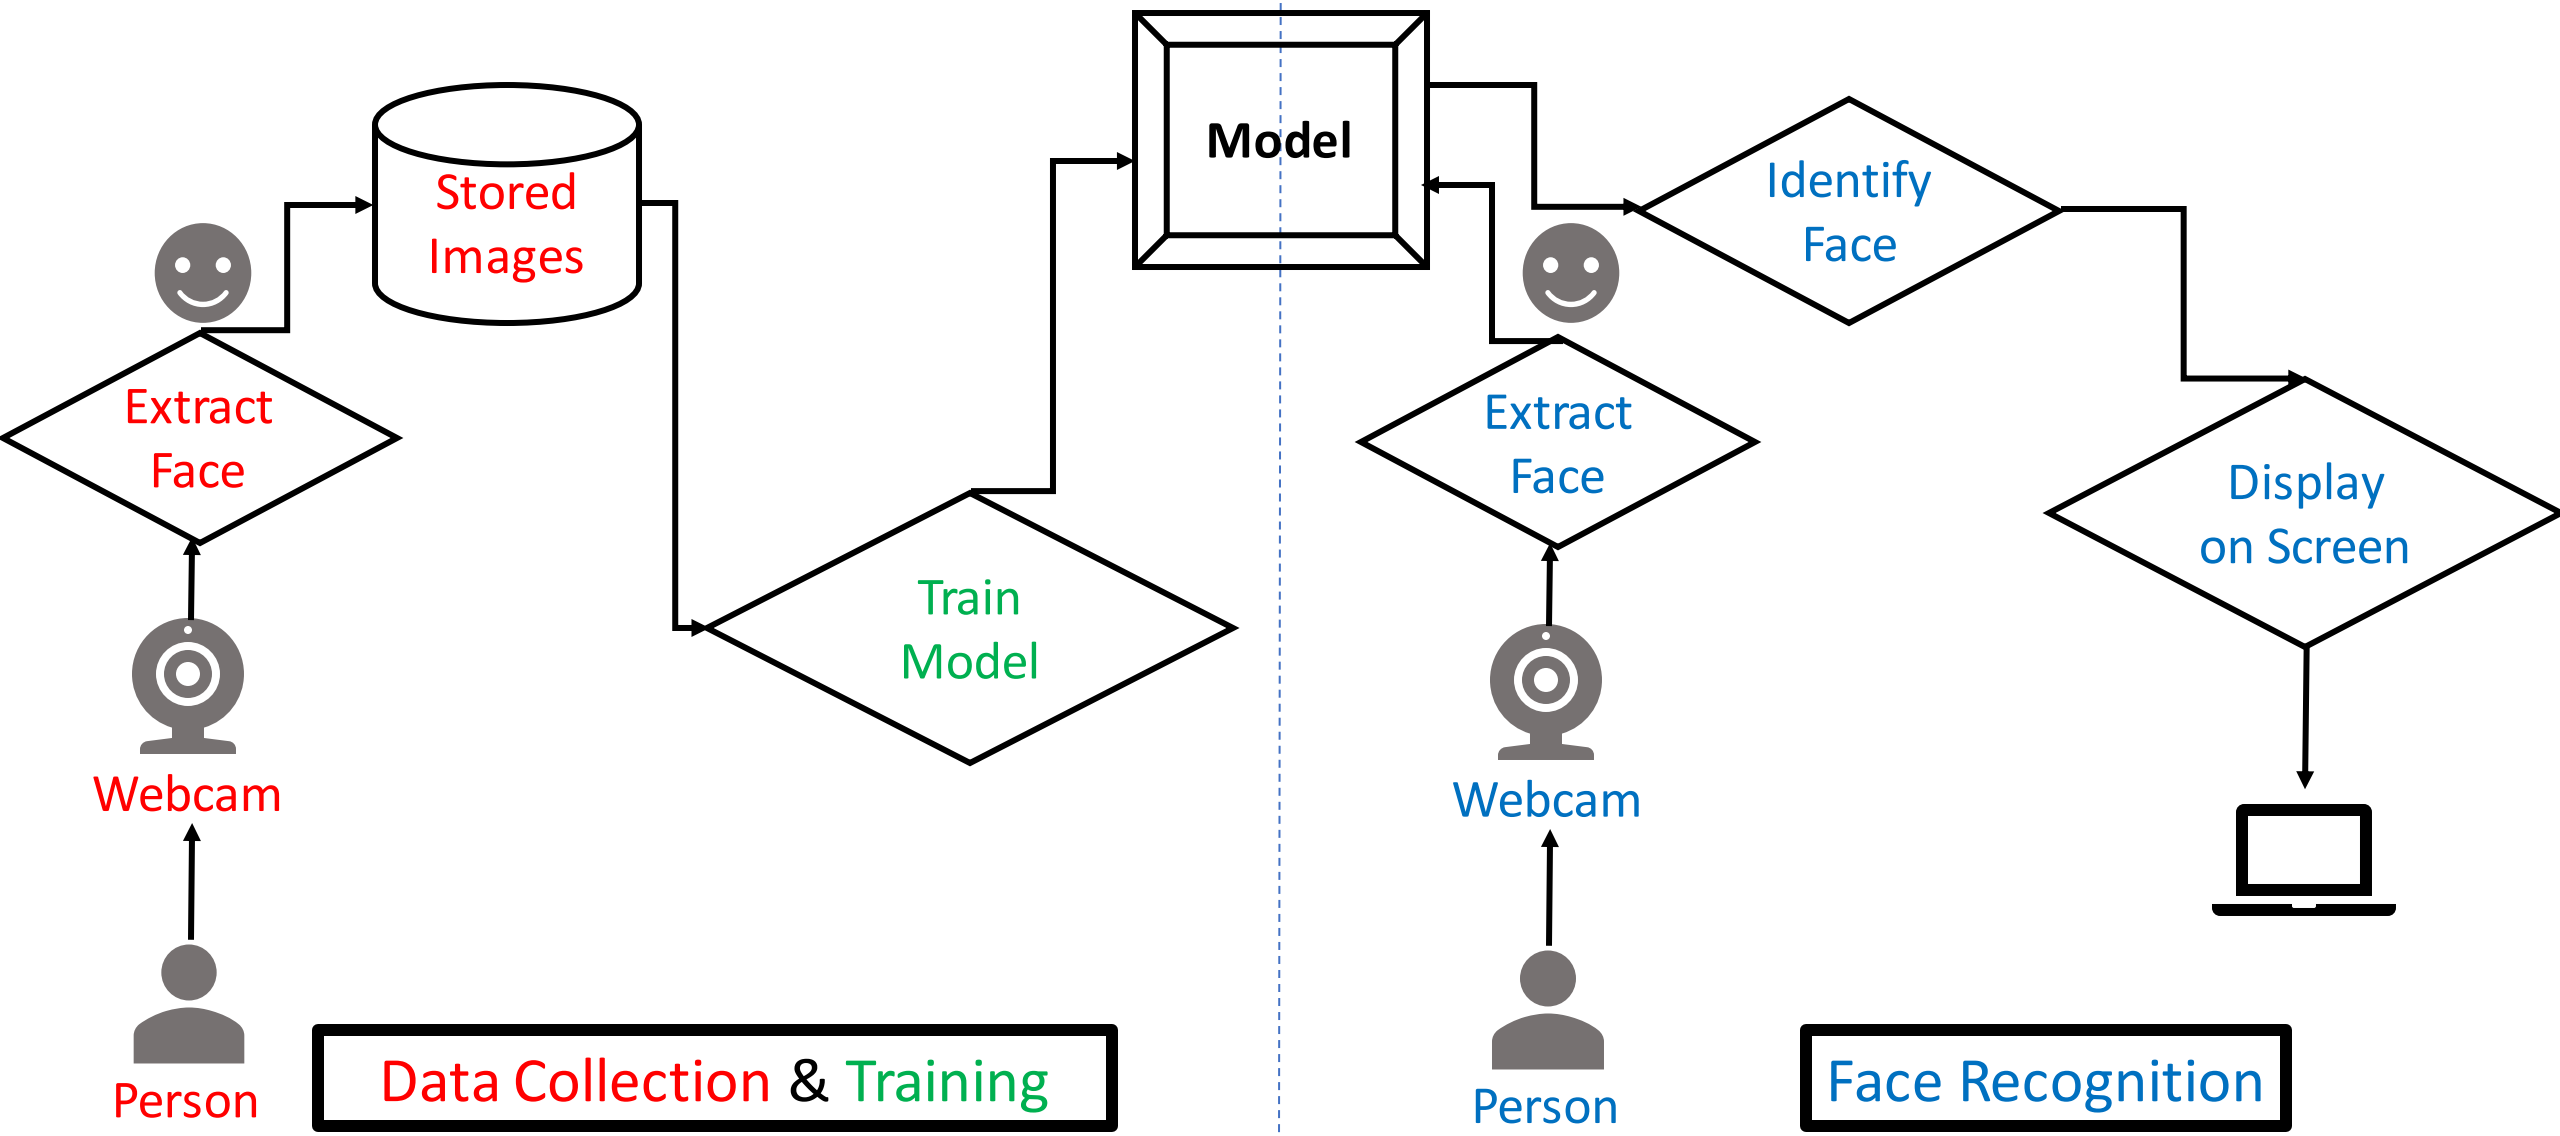 Model
Stored
Images
Extract
Face
Webcam
Person
Train
Model
Data Collection & Training
Identify
Face
Extract
Face
Webcam
Person
Display
on Screen
Face Recognition